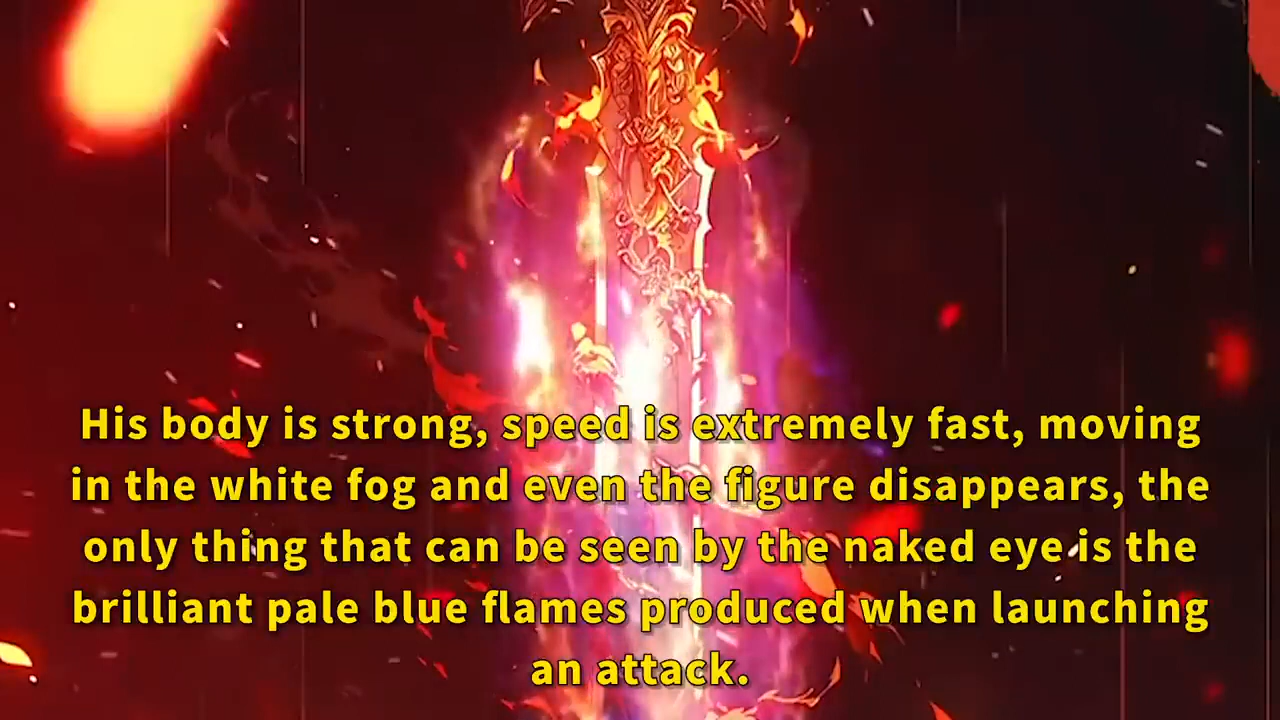 His body is strong, speed is extremely fast, moving
in the white fog and even the figure disappears, the
only thing that can be seen by the naked eye is the
brilliant pale blue flames produced when launching
an attack.